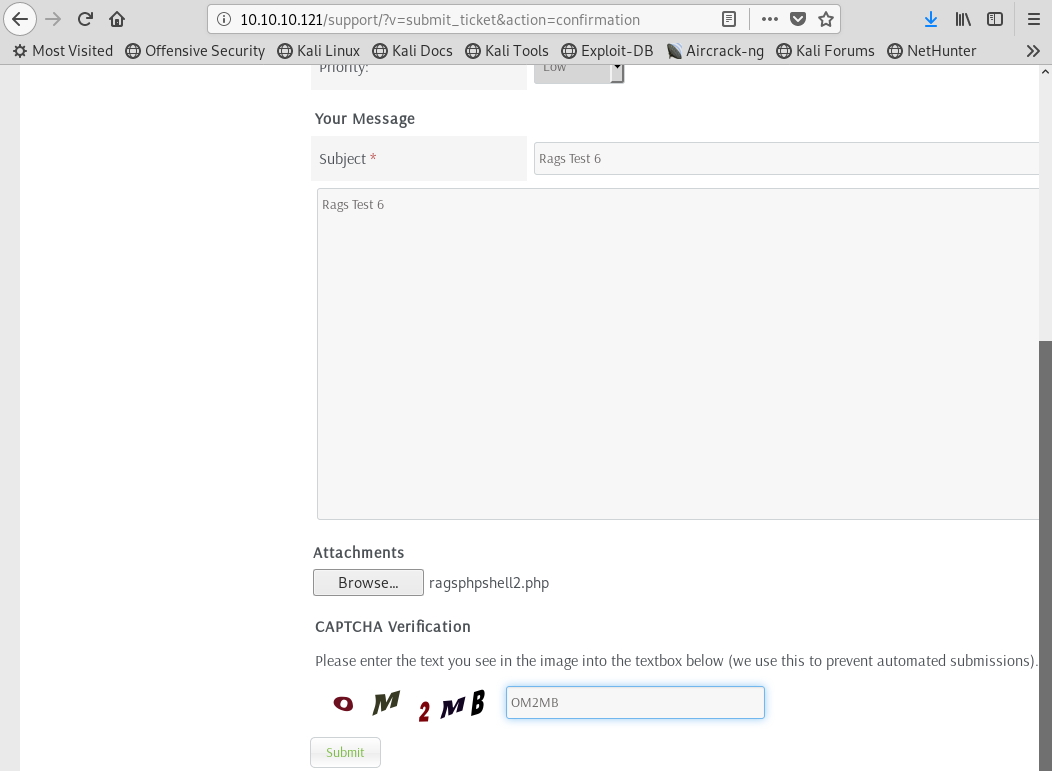 10.10.10.121/support/?v=submit_ticket&action=confirmation
Most Visited Offensive Security Kali Linux Kali Docs Kali Tools Exploit-DB Aircrack-ng Kali Forums NetHunter
Priority: Low
Your Message
Subject * Rags Test 6
Rags Test 6
Attachments
Browse... ragsphpshell2.php
CAPTCHA Verification
Please enter the text you see in the image into the textbox below (we use this to prevent automated submissions).
O M 2 M B OM2MB
Submit